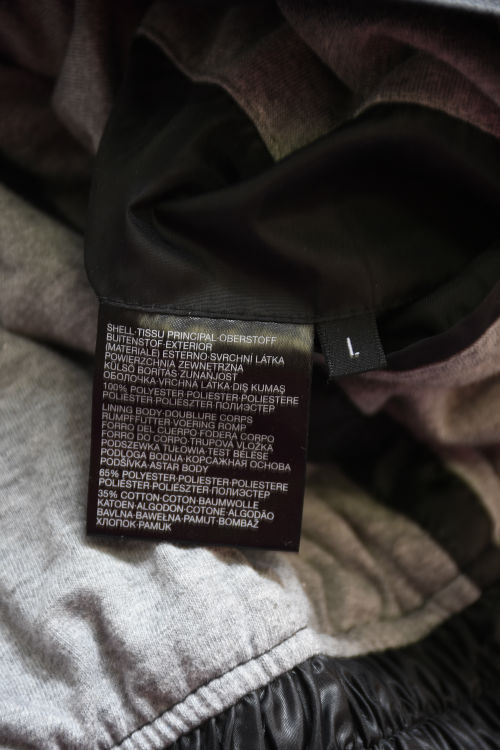 SHELL·TISSU PRINCIPAL·OBERSTOFF
BUITENSTOF·EXTERIOR
(MATERIALE) ESTERNO·SVRCHNÍ LÁTKA
POWIERZCHNIA ZEWNĘTRZNA
KÜLSŐ BORÍTÁS·ZUNANJOST
ОБОЛОЧКА·VRCHNÁ LÁTKA·DIŞ KUMAŞ
100% POLYESTER·POLYESTER·POLIESTERE
POLIÉSTER·POLIESZTER·ПОЛИЭСТЕР
LINING BODY·DOUBLURE CORPS
RUMPFFUTTER·VOERING ROMP
FORRO DEL CUERPO·FODERA CORPO
FORRO DO CORPO·TRUPOVÁ VLOŽKA
PODSZEWKA TUŁOWIA·TEST BÉLÉSE
PODLOGA BODIJA·КОРСАЖНАЯ ОСНОВА
PODŠÍVKA·ASTAR BODY
65% POLYESTER·POLYESTER·POLIESTERE
POLIÉSTER·POLIESZTER·ПОЛИЭСТЕР
35% COTTON·COTON·BAUMWOLLE
KATOEN·ALGODON·COTONE·ALGODÃO
BAVLNA·BAWEŁNA·PAMUT·BOMBAŽ
ХЛОПОК·PAMUK
L